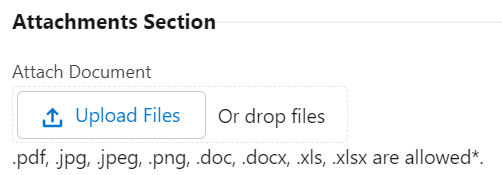 Attachments Section
Attach Document
Upload Files Or drop files
.pdf, .jpg, .jpeg, .png, .doc, .docx, .xls, .xlsx are allowed*.